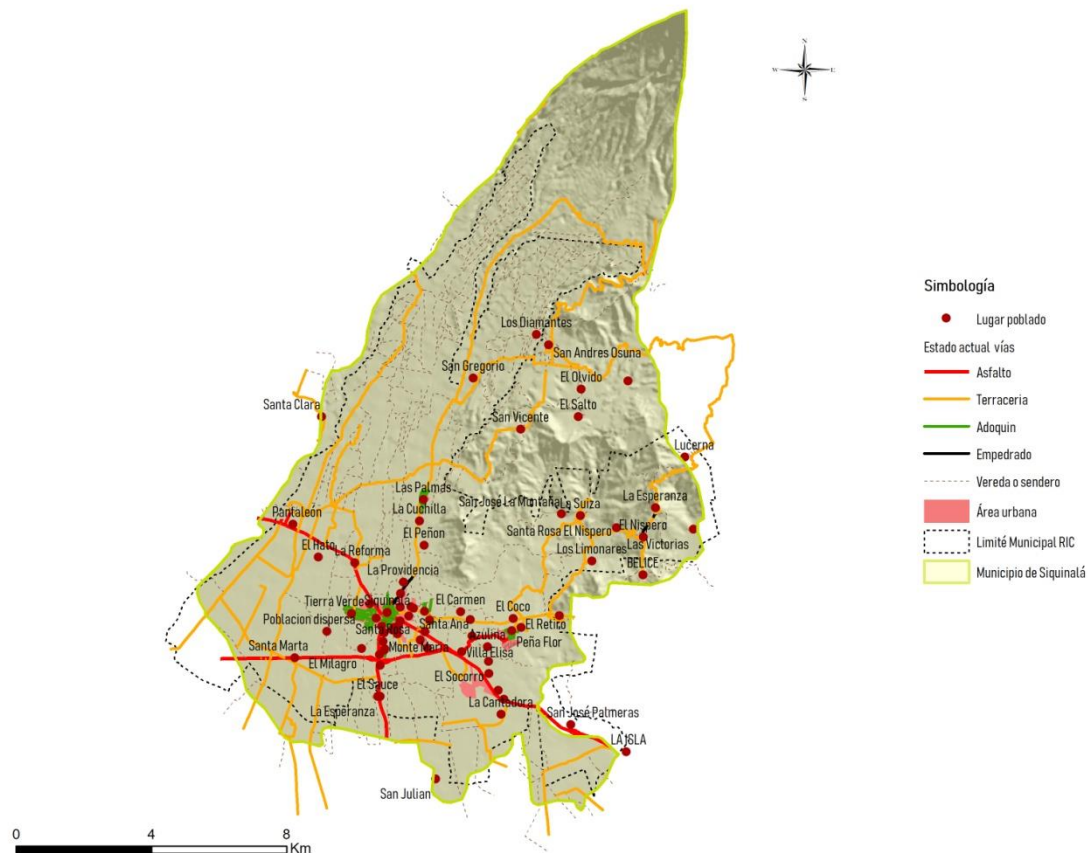 N
W E
S
Los Diamantes
San Andres Osuna
San Gregorio
El Olvido
Santa Clara
El Salto
San Vicente
Lucerna
Las Palmas
San José La Montaña
La Suiza
La Esperanza
Pantaleón
La Cuchilla
Santa Rosa El Nispero
El Nispero
El Peñon
Las Victorias
El Hato
La Reforma
Los Limonares
La Providencia
BELICE
Tierra Verde
Siquinalá
El Carmen
El Coco
Poblacion dispersa
Santa Rosa
Santa Ana
El Retiro
Azulina
Peña Flor
Santa Marta
Monte Maria
Villa Elisa
El Milagro
El Socorro
El Sauce
La Cantadora
La Esperanza
San José Palmeras
LA ISLA
San Julian
Simbología
Lugar poblado
Estado actual vías
Asfalto
Terraceria
Adoquin
Empedrado
Vereda o sendero
Área urbana
Limité Municipal RIC
Municipio de Siquinalá
0 4 8
Km